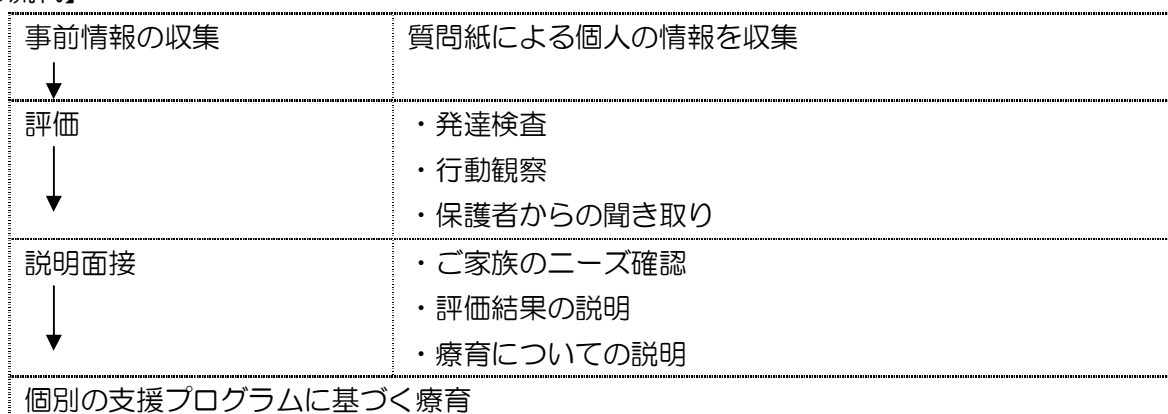 事前情報の収集 質問紙による個人の情報を収集
評価 ・発達検査
・行動観察
・保護者からの聞き取り
説明面接 ・ご家族のニーズ確認
・評価結果の説明
・療育についての説明
個別の支援プログラムに基づく療育